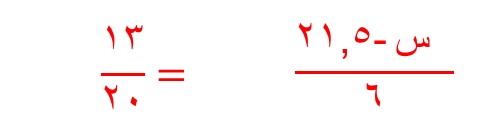 س - ٢١,٥ = ١٣
٦ ٢٠